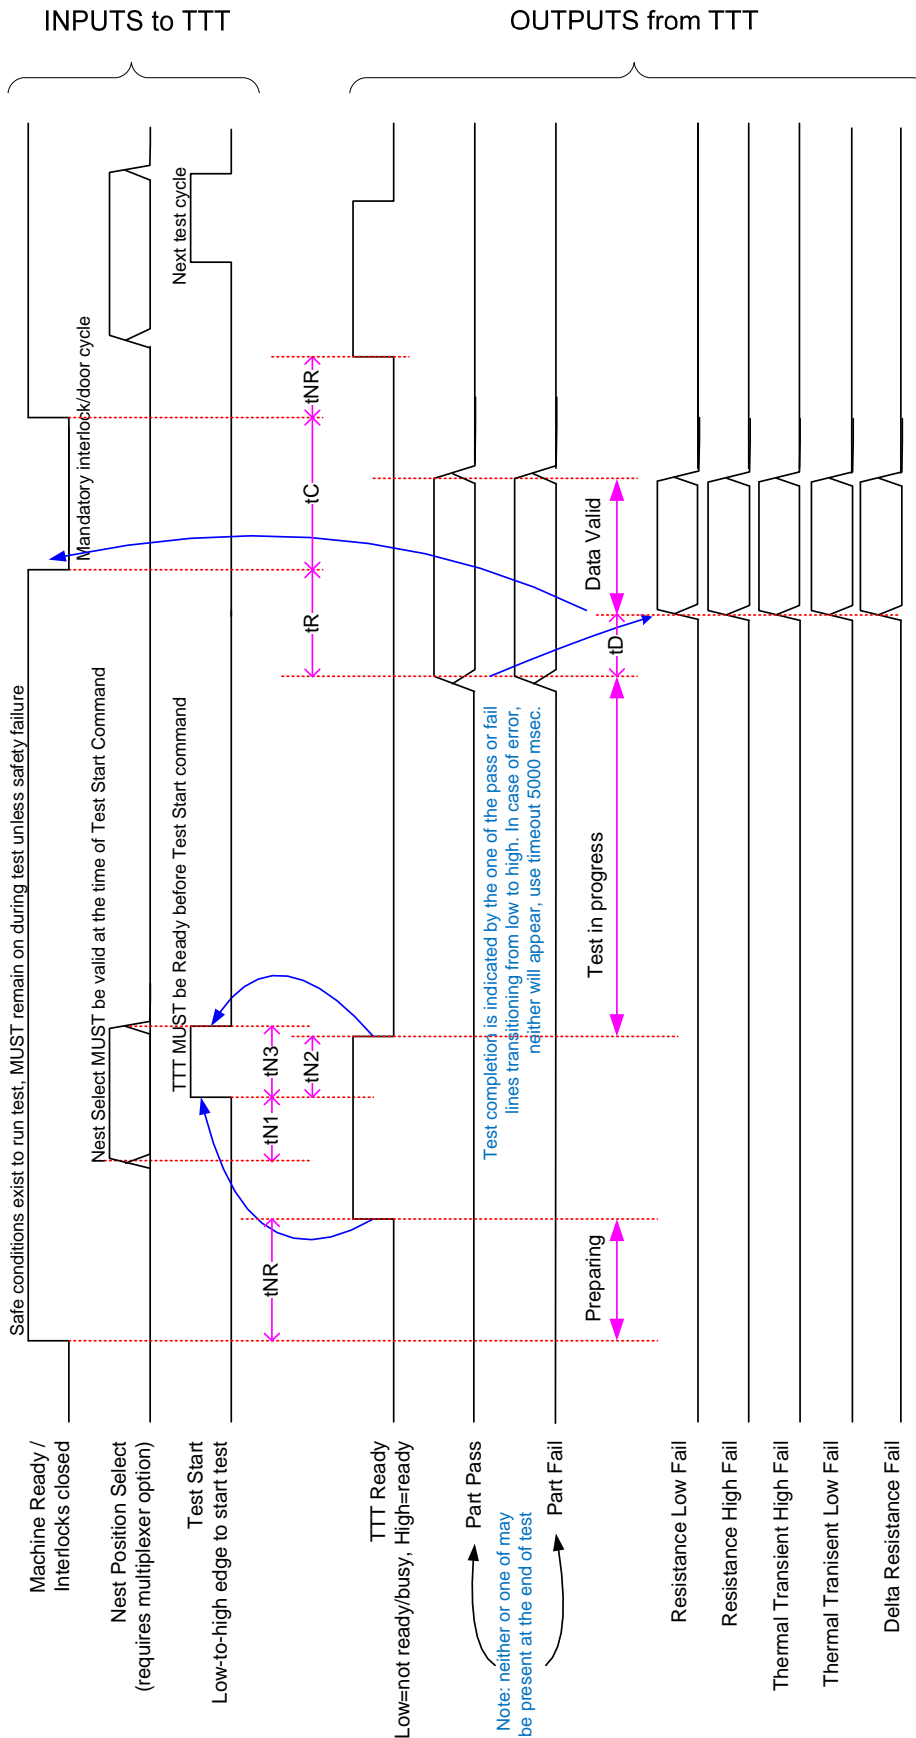 INPUTS to TTT
OUTPUTS from TTT
Machine Ready /
Interlocks closed
Safe conditions exist to run test, MUST remain on during test unless safety failure
Mandatory interlock/door cycle
Nest Position Select
(requires multiplexer option)
Nest Select MUST be valid at the time of Test Start Command
Test Start
Low-to-high edge to start test
TTT MUST be Ready before Test Start command
Next test cycle
tNR
tN1
tN3
tN2
tR
tC
tNR
TTT Ready
Low=not ready/busy, High=ready
Part Pass
Note: neither or one of may
be present at the end of test
Part Fail
Test completion is indicated by the one of the pass or fail
lines transitioning from low to high. In case of error,
neither will appear, use timeout 5000 msec.
Preparing
Test in progress
tD
Data Valid
Resistance Low Fail
Resistance High Fail
Thermal Transient High Fail
Thermal Tranisent Low Fail
Delta Resistance Fail